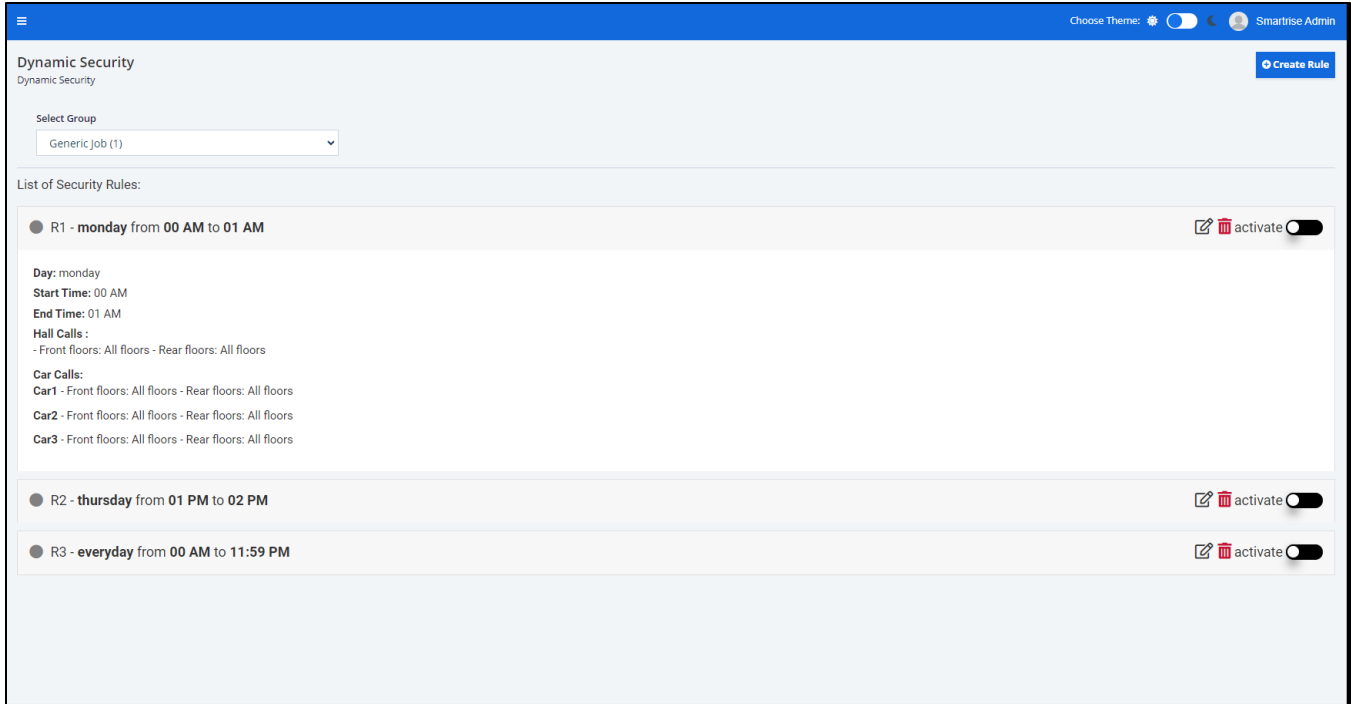 Choose Theme: Smartrise Admin
Dynamic Security
Dynamic Security
Create Rule
Select Group
Generic Job (1)
List of Security Rules:
R1 - monday from 00 AM to 01 AM
activate
Day: monday
Start Time: 00 AM
End Time: 01 AM
Hall Calls :
- Front floors: All floors - Rear floors: All floors
Car Calls:
Car1 - Front floors: All floors - Rear floors: All floors
Car2 - Front floors: All floors - Rear floors: All floors
Car3 - Front floors: All floors - Rear floors: All floors
R2 - thursday from 01 PM to 02 PM
activate
R3 - everyday from 00 AM to 11:59 PM
activate